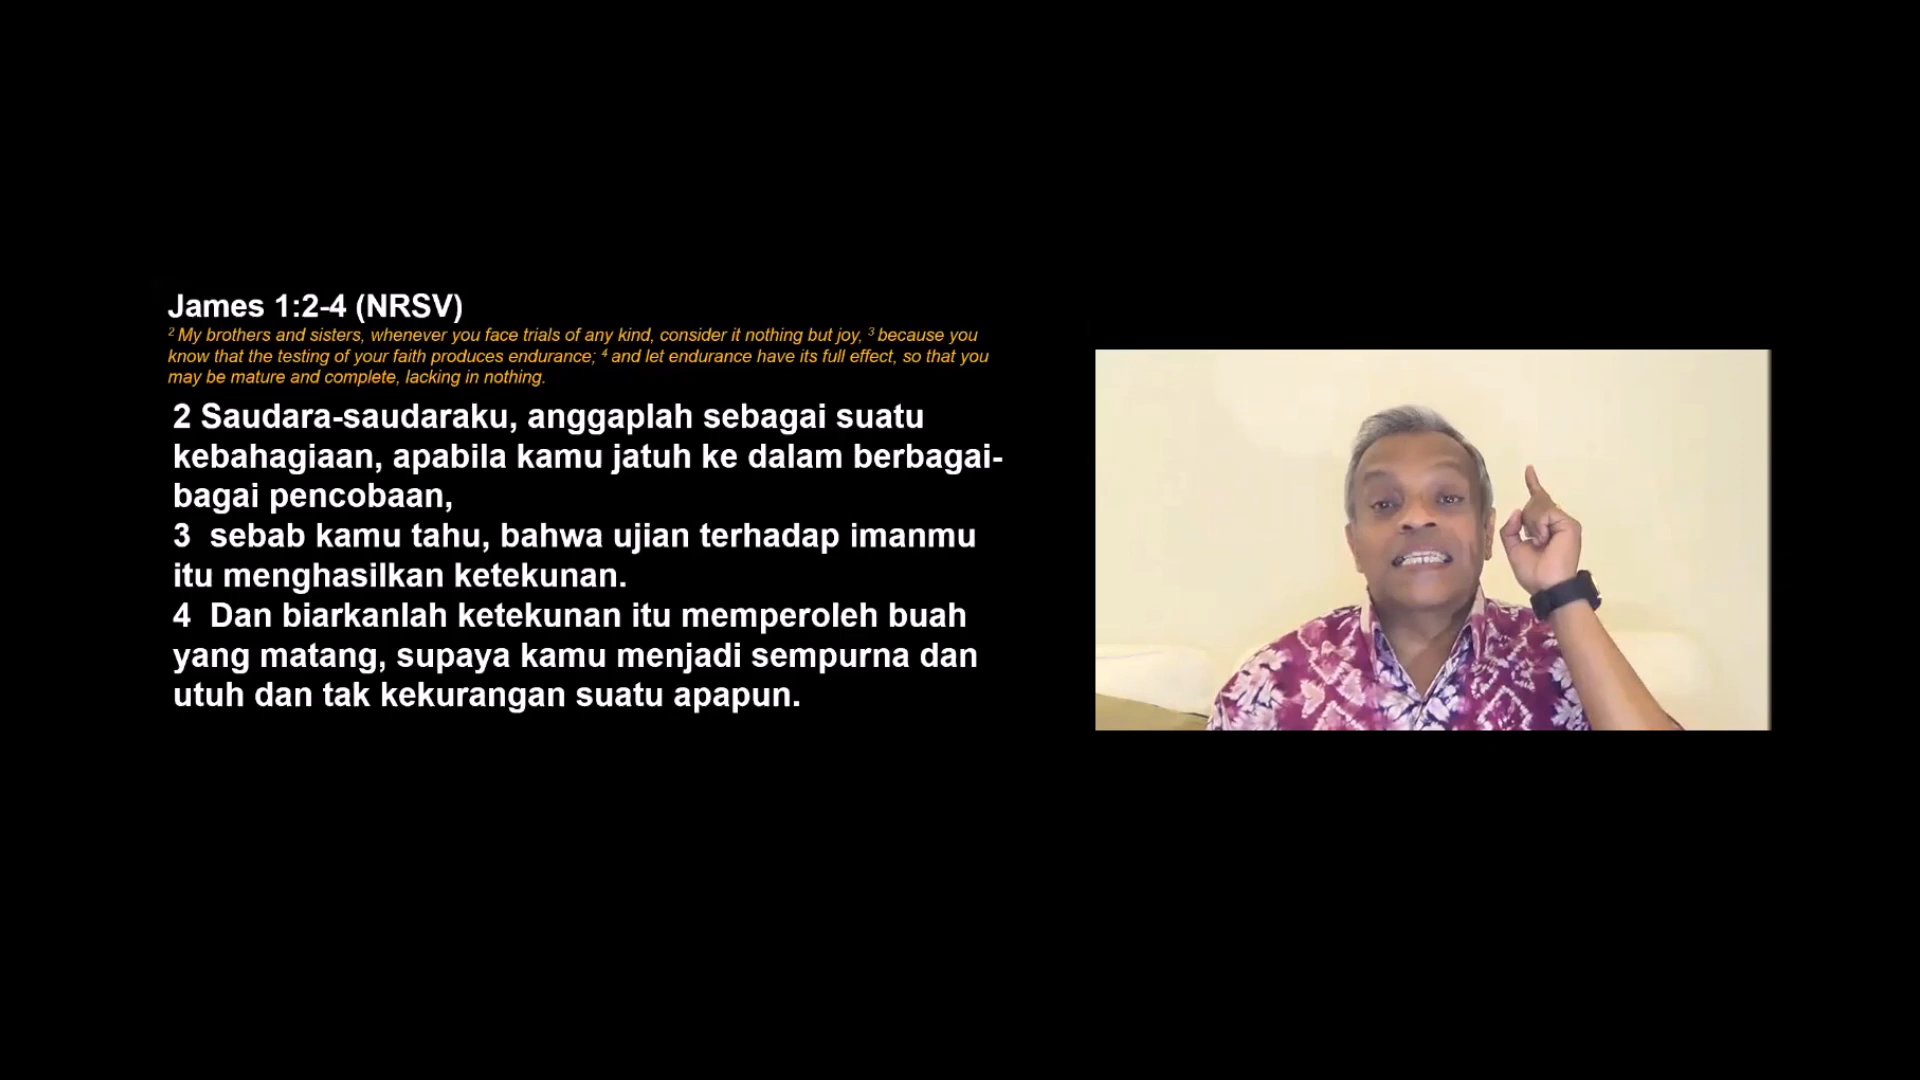 James 1:2-4 (NRSV)
² My brothers and sisters, whenever you face trials of any kind, consider it nothing but joy, ³ because you
know that the testing of your faith produces endurance; ⁴ and let endurance have its full effect, so that you
may be mature and complete, lacking in nothing.
2 Saudara-saudaraku, anggaplah sebagai suatu
kebahagiaan, apabila kamu jatuh ke dalam berbagai-
bagai pencobaan,
3  sebab kamu tahu, bahwa ujian terhadap imanmu
itu menghasilkan ketekunan.
4  Dan biarkanlah ketekunan itu memperoleh buah
yang matang, supaya kamu menjadi sempurna dan
utuh dan tak kekurangan suatu apapun.